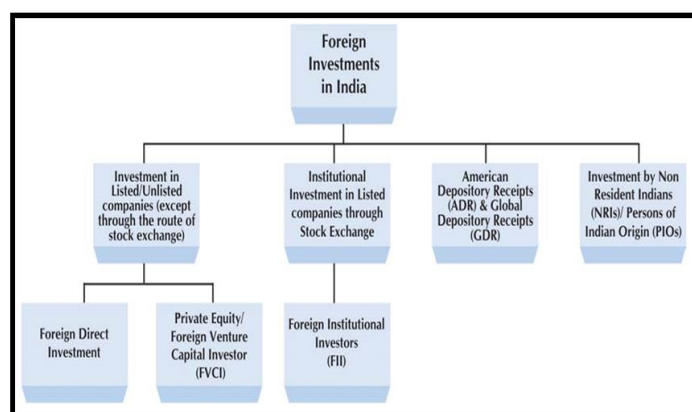 Foreign
Investments
in India
Investment in
Listed/Unlisted
companies (except
through the route of
stock exchange)
Institutional
Investment in Listed
companies through
Stock Exchange
American
Depository Receipts
(ADR) & Global
Depository Receipts
(GDR)
Investment by Non
Resident Indians
(NRIs)/ Persons of
Indian Origin (PIOs)
Foreign Direct
Investment
Private Equity/
Foreign Venture
Capital Investor
(FVCI)
Foreign Institutional
Investors
(FII)